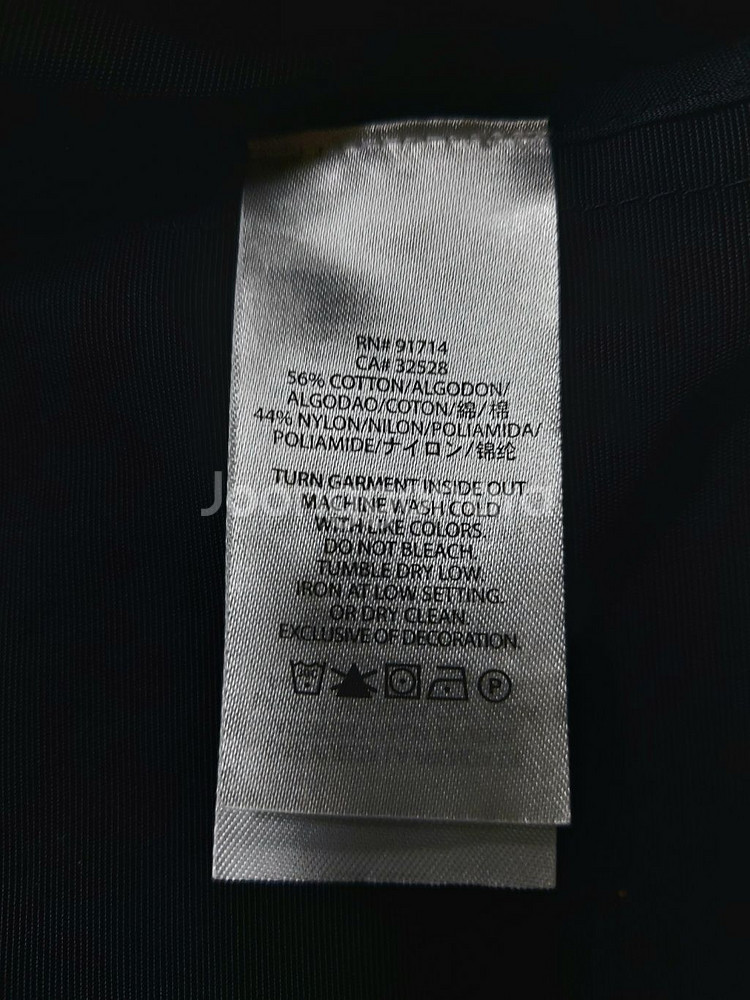 RN# 91714
CA# 32528
56% COTTON/ALGODON/
ALGODAO/COTON/綿/棉
44% NYLON/NILON/POLIAMIDA/
POLIAMIDE/ナイロン/锦纶
TURN GARMENT INSIDE OUT
MACHINE WASH COLD
WITH LIKE COLORS.
DO NOT BLEACH.
TUMBLE DRY LOW.
IRON AT LOW SETTING.
OR DRY CLEAN.
EXCLUSIVE OF DECORATION.
P